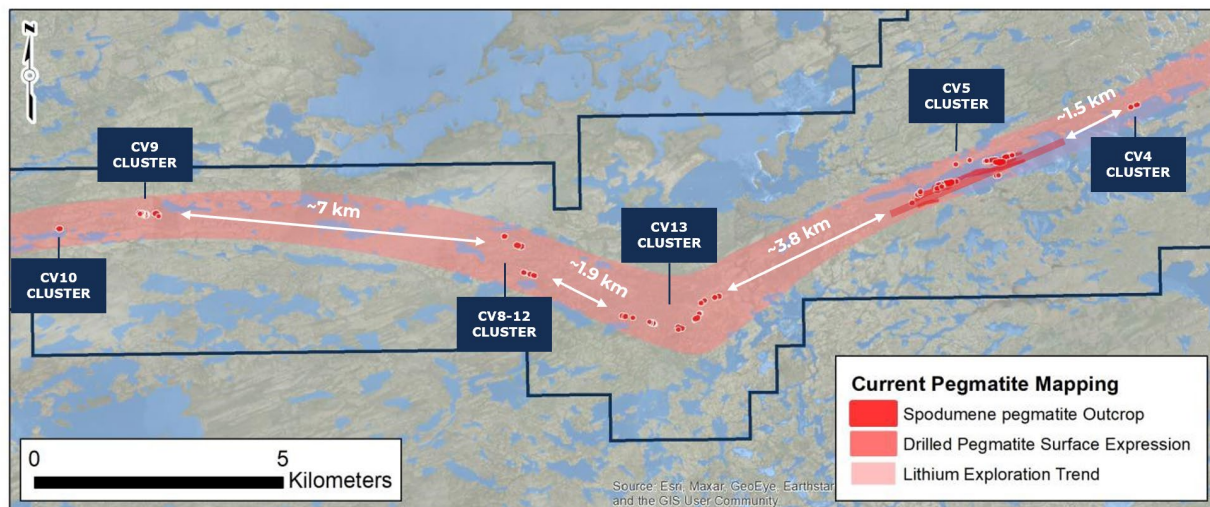 N
CV5
CLUSTER
~1.5 km
CV9
CLUSTER
CV4
CLUSTER
~7 km
CV13
CLUSTER
~3.8 km
CV10
CLUSTER
~1.9 km
CV8-12
CLUSTER
Current Pegmatite Mapping
Spodumene pegmatite Outcrop
Drilled Pegmatite Surface Expression
Lithium Exploration Trend
0 5
Kilometers
Source: Esri, Maxar, GeoEye, Earthstar
and the GIS User Community